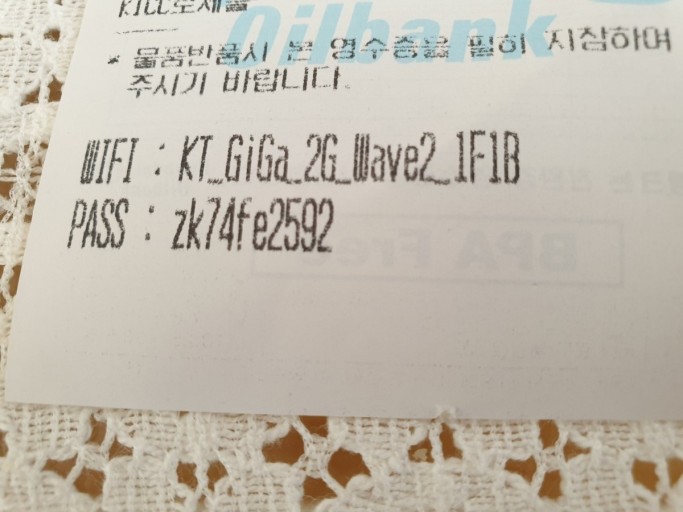 KICC로제출
Oilbank
* 물품반품시 본 영수증을 필히 지참하여
주시기 바랍니다.
WIFI : KT_GiGa_2G_Wave2_1F1B
PASS : zk74fe2592
BPA Free